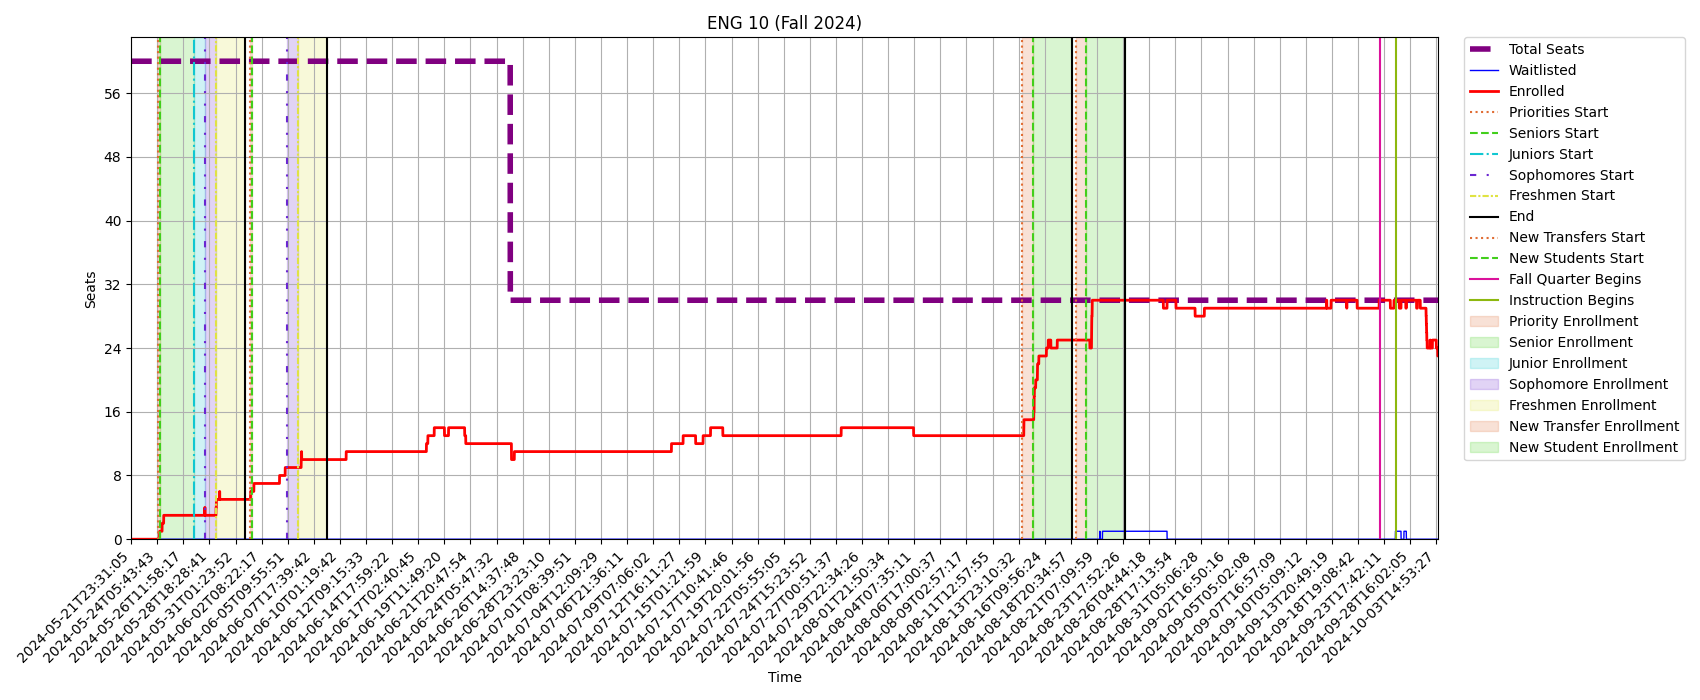 ENG 10 (Fall 2024)
Seats
56
48
40
32
24
16
8
0
2024-05-21T23:31:05
2024-05-24T05:43:43
2024-05-26T11:58:17
2024-05-28T18:28:41
2024-05-31T01:23:52
2024-06-02T08:22:17
2024-06-05T09:55:51
2024-06-07T17:39:42
2024-06-10T01:19:42
2024-06-12T09:15:33
2024-06-14T17:59:22
2024-06-17T02:40:45
2024-06-19T11:49:20
2024-06-21T20:47:54
2024-06-24T05:47:32
2024-06-26T14:37:48
2024-06-28T23:23:10
2024-07-01T08:39:51
2024-07-04T12:09:29
2024-07-06T21:36:11
2024-07-09T07:06:02
2024-07-12T16:11:27
2024-07-15T01:21:59
2024-07-17T10:41:46
2024-07-19T20:01:56
2024-07-22T05:55:05
2024-07-24T15:23:52
2024-07-27T00:51:37
2024-07-29T22:34:26
2024-08-01T21:50:34
2024-08-04T07:35:11
2024-08-06T17:00:37
2024-08-09T02:57:17
2024-08-11T12:57:55
2024-08-13T23:10:32
2024-08-16T09:56:24
2024-08-18T20:34:57
2024-08-21T07:09:59
2024-08-23T17:52:26
2024-08-26T04:44:18
2024-08-28T17:13:54
2024-08-31T05:06:28
2024-09-02T16:50:16
2024-09-05T05:02:08
2024-09-07T16:57:09
2024-09-10T05:09:12
2024-09-13T20:49:19
2024-09-18T19:08:42
2024-09-23T17:42:11
2024-09-28T16:02:05
2024-10-03T14:53:27
Time
Total Seats
Waitlisted
Enrolled
Priorities Start
Seniors Start
Juniors Start
Sophomores Start
Freshmen Start
End
New Transfers Start
New Students Start
Fall Quarter Begins
Instruction Begins
Priority Enrollment
Senior Enrollment
Junior Enrollment
Sophomore Enrollment
Freshmen Enrollment
New Transfer Enrollment
New Student Enrollment